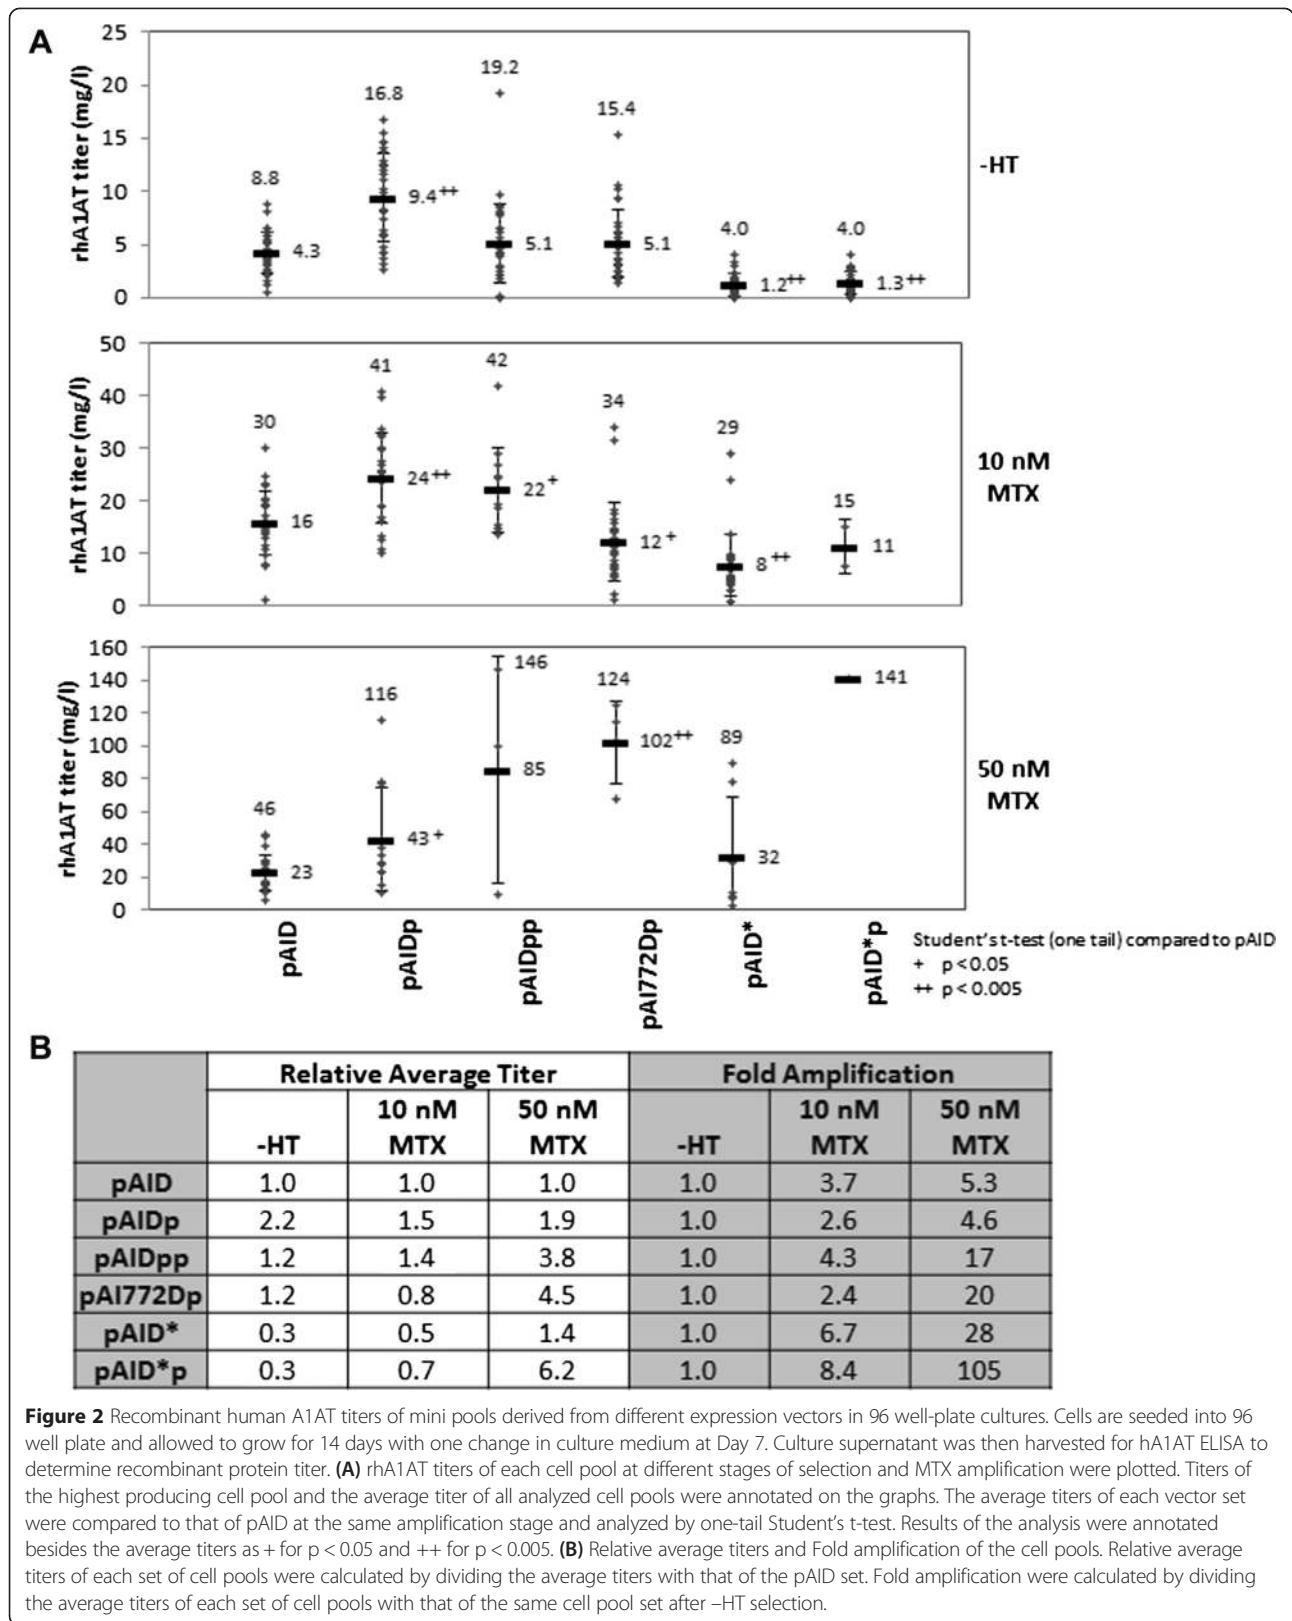 A
rhA1AT titer (mg/l)
25
20
15
10
5
0
8.8
4.3
16.8
9.4 ++
19.2
5.1
15.4
5.1
4.0
1.2 ++
4.0
1.3 ++
-HT
rhA1AT titer (mg/l)
50
40
30
20
10
0
30
16
41
24 ++
42
22 +
34
12 +
29
8 ++
15
11
10 nM
MTX
rhA1AT titer (mg/l)
160
140
120
100
80
60
40
20
0
46
23
116
43 +
146
85
124
102 ++
89
32
141
50 nM
MTX
pAID
pAIDp
pAIDpp
pAI772Dp
pAID*
pAID*p
Student's t-test (one tail) compared to pAID
+ p < 0.05
++ p < 0.005
B
Relative Average Titer Fold Amplification
-HT 10 nM MTX 50 nM MTX -HT 10 nM MTX 50 nM MTX
pAID 1.0 1.0 1.0 1.0 3.7 5.3
pAIDp 2.2 1.5 1.9 1.0 2.6 4.6
pAIDpp 1.2 1.4 3.8 1.0 4.3 17
pAI772Dp 1.2 0.8 4.5 1.0 2.4 20
pAID* 0.3 0.5 1.4 1.0 6.7 28
pAID*p 0.3 0.7 6.2 1.0 8.4 105
Figure 2 Recombinant human A1AT titers of mini pools derived from different expression vectors in 96 well-plate cultures. Cells are seeded into 96
well plate and allowed to grow for 14 days with one change in culture medium at Day 7. Culture supernatant was then harvested for hA1AT ELISA to
determine recombinant protein titer. (A) rhA1AT titers of each cell pool at different stages of selection and MTX amplification were plotted. Titers of
the highest producing cell pool and the average titer of all analyzed cell pools were annotated on the graphs. The average titers of each vector set
were compared to that of pAID at the same amplification stage and analyzed by one-tail Student's t-test. Results of the analysis were annotated
besides the average titers as + for p < 0.05 and ++ for p < 0.005. (B) Relative average titers and Fold amplification of the cell pools. Relative average
titers of each set of cell pools were calculated by dividing the average titers with that of the pAID set. Fold amplification were calculated by dividing
the average titers of each set of cell pools with that of the same cell pool set after –HT selection.